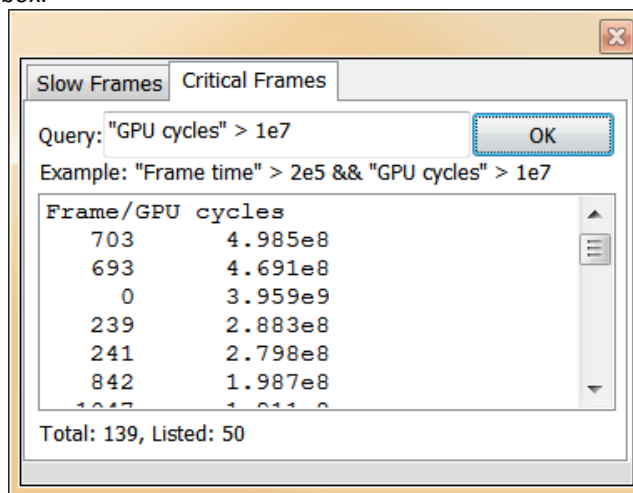 box.
Slow Frames Critical Frames
Query: "GPU cycles" > 1e7 OK
Example: "Frame time" > 2e5 && "GPU cycles" > 1e7
Frame/GPU cycles
703 4.985e8
693 4.691e8
0 3.959e9
239 2.883e8
241 2.798e8
842 1.987e8
Total: 139, Listed: 50